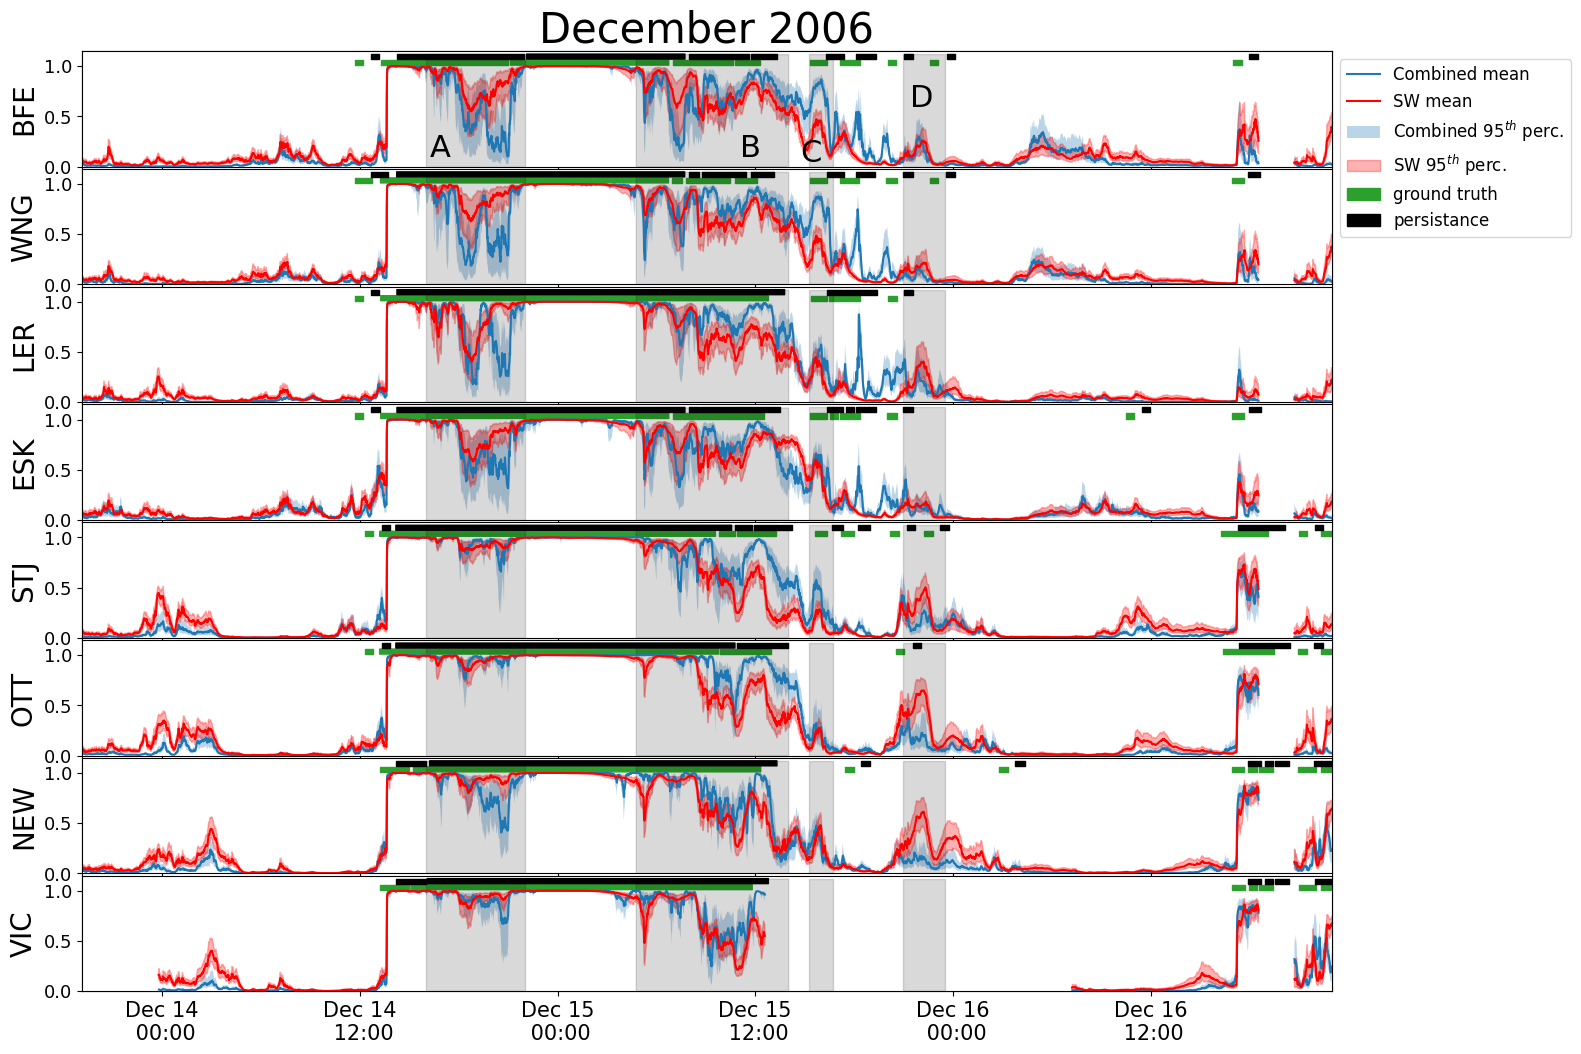 December 2006
BFE
1.0
0.5
0.0
A
B
C
D
Combined mean
SW mean
Combined 95th perc.
SW 95th perc.
ground truth
persistance
WNG
1.0
0.5
0.0
LER
1.0
0.5
0.0
ESK
1.0
0.5
0.0
STJ
1.0
0.5
0.0
OTT
1.0
0.5
0.0
NEW
1.0
0.5
0.0
VIC
1.0
0.5
0.0
Dec 14 Dec 14 Dec 15 Dec 15 Dec 16 Dec 16
00:00 12:00 00:00 12:00 00:00 12:00